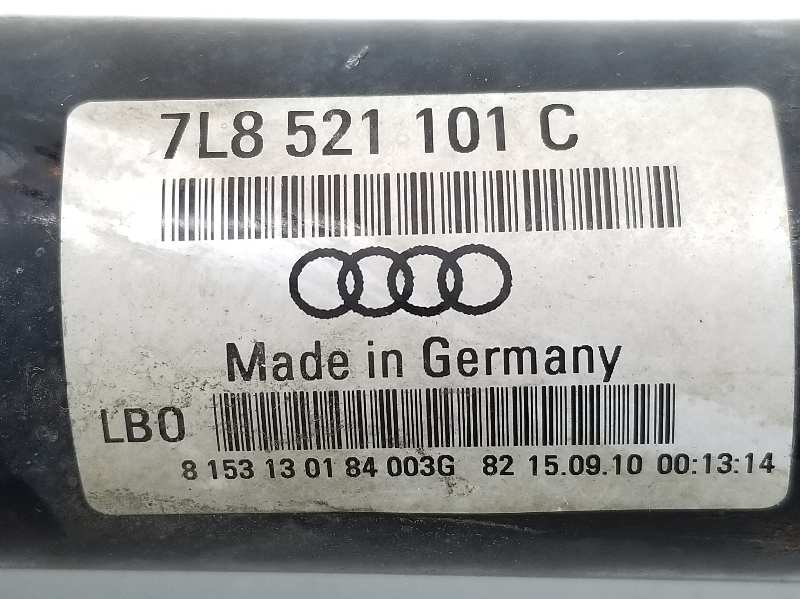 7L8 521 101 C
Made in Germany
LBO
8 153 13 01 84 003G 82 15.09.10 00:13:14